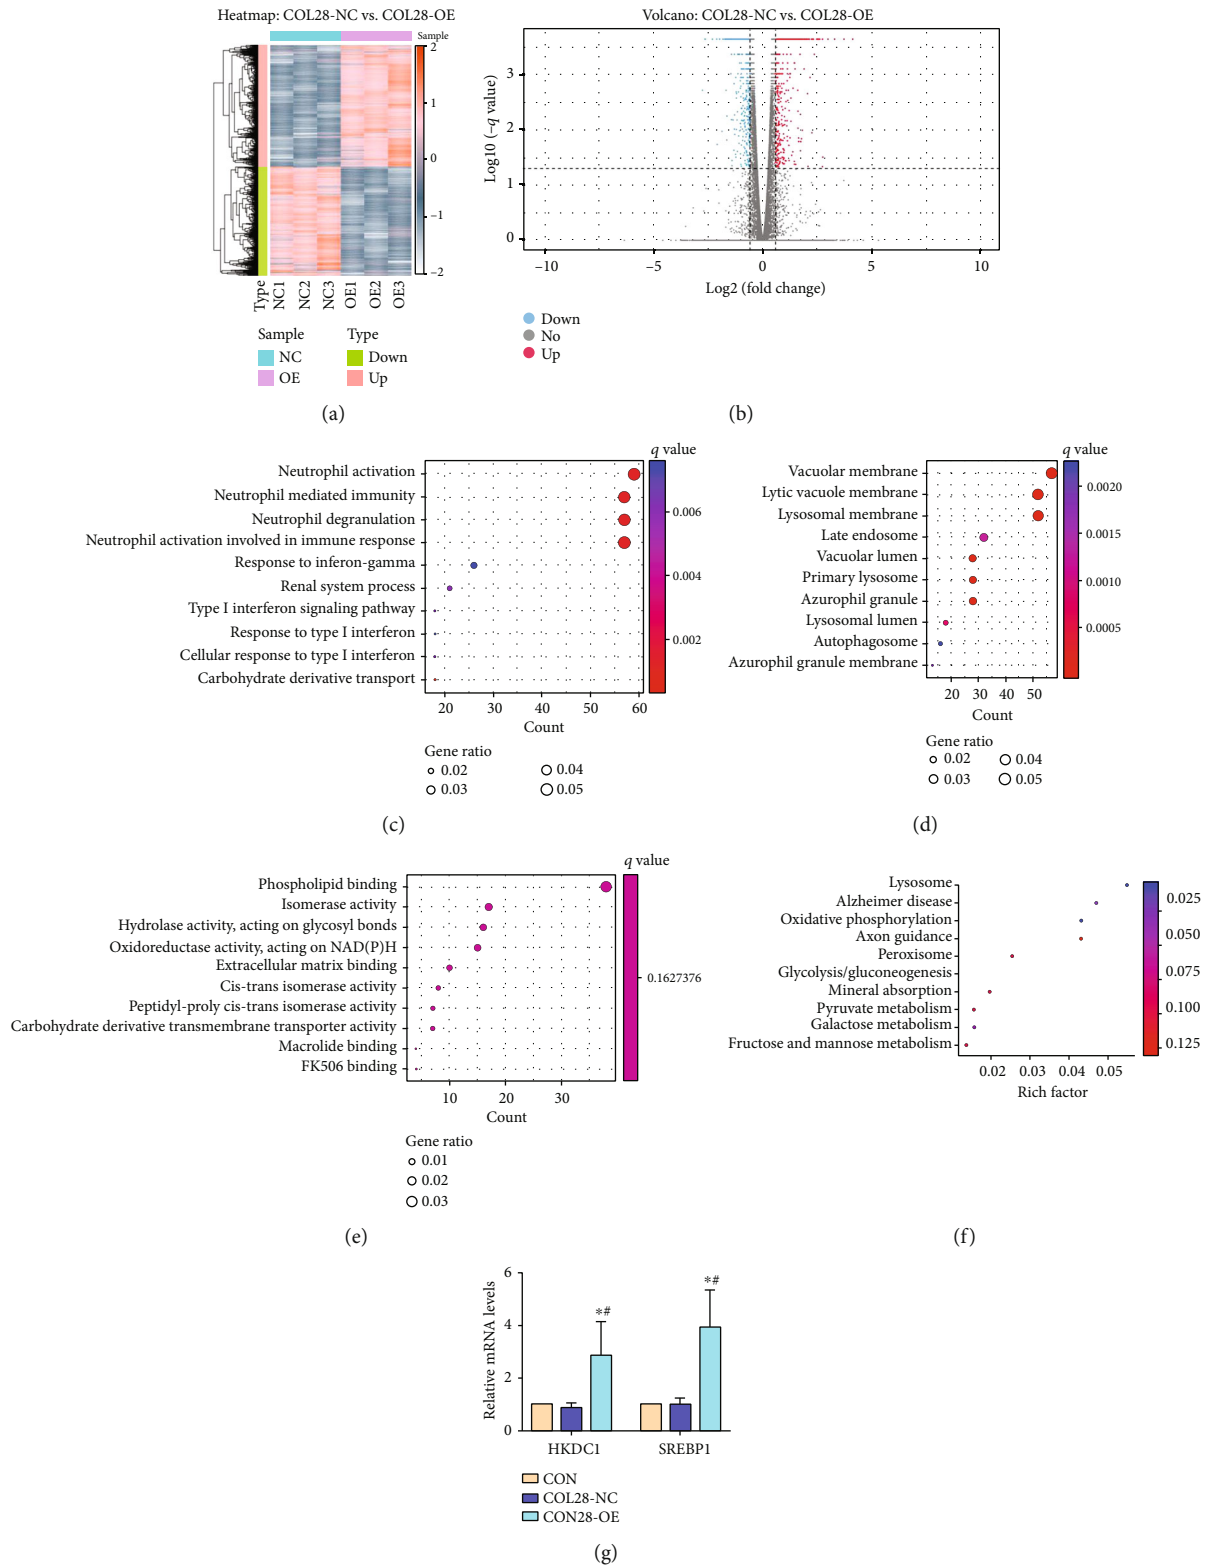 Heatmap: COL28-NC vs. COL28-OE
Sample
2
1
0
−1
−2
Type
NC1
NC2
NC3
OE1
OE2
OE3
Sample
NC
OE
Type
Down
Up
(a)
Volcano: COL28-NC vs. COL28-OE
Log10 (−q value)
3
2
1
0
−10
−5
0
5
10
Log2 (fold change)
Down
No
Up
(b)
q value
Neutrophil activation
Neutrophil mediated immunity
Neutrophil degranulation
Neutrophil activation involved in immune response
Response to inferon-gamma
Renal system process
Type I interferon signaling pathway
Response to type I interferon
Cellular response to type I interferon
Carbohydrate derivative transport
0.006
0.004
0.002
20 30 40 50 60
Count
Gene ratio
0.02 0.04
0.03 0.05
(c)
q value
Vacuolar membrane
Lytic vacuole membrane
Lysosomal membrane
Late endosome
Vacuolar lumen
Primary lysosome
Azurophil granule
Lysosomal lumen
Autophagosome
Azurophil granule membrane
0.0020
0.0015
0.0010
0.0005
20 30 40 50
Count
Gene ratio
0.02 0.04
0.03 0.05
(d)
q value
Phospholipid binding
Isomerase activity
Hydrolase activity, acting on glycosyl bonds
Oxidoreductase activity, acting on NAD(P)H
Extracellular matrix binding
Cis-trans isomerase activity
Peptidyl-proly cis-trans isomerase activity
Carbohydrate derivative transmembrane transporter activity
Macrolide binding
FK506 binding
0.1627376
10 20 30
Count
Gene ratio
0.01
0.02
0.03
(e)
Lysosome
Alzheimer disease
Oxidative phosphorylation
Axon guidance
Peroxisome
Glycolysis/gluconeogenesis
Mineral absorption
Pyruvate metabolism
Galactose metabolism
Fructose and mannose metabolism
0.025
0.050
0.075
0.100
0.125
0.02 0.03 0.04 0.05
Rich factor
(f)
Relative mRNA levels
6
4
2
0
*#
*#
HKDC1
SREBP1
CON
COL28-NC
CON28-OE
(g)